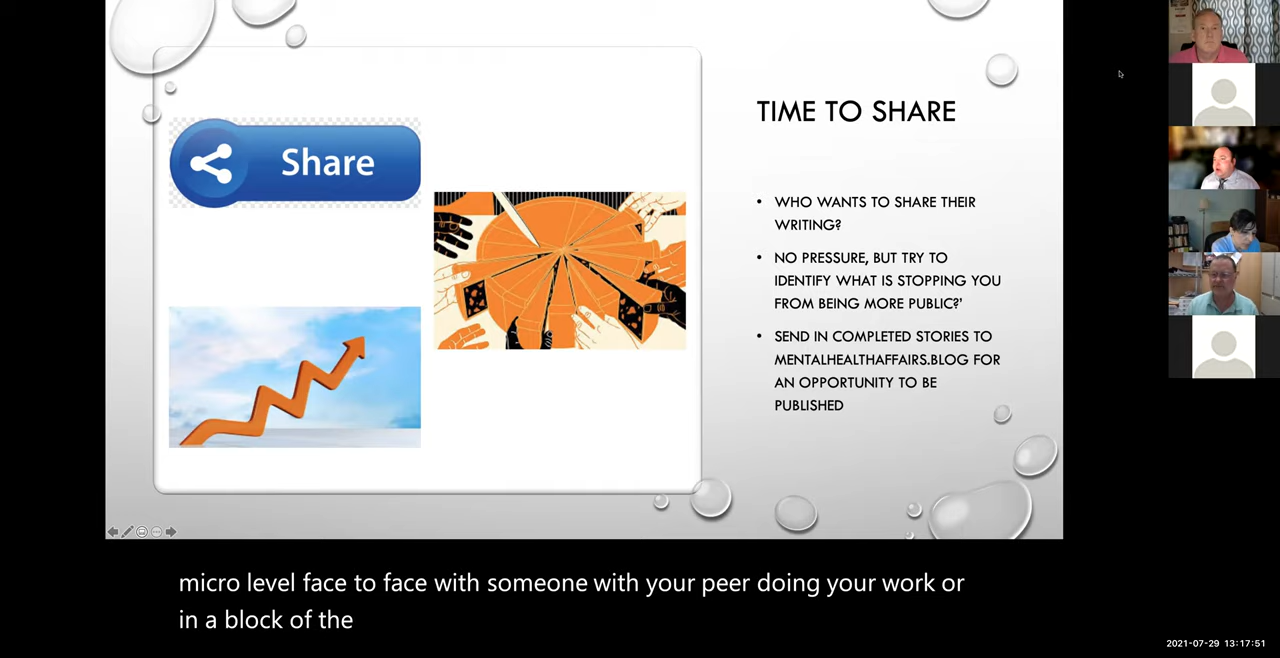 Share
TIME TO SHARE
• WHO WANTS TO SHARE THEIR
WRITING?
• NO PRESSURE, BUT TRY TO
IDENTIFY WHAT IS STOPPING YOU
FROM BEING MORE PUBLIC?’
• SEND IN COMPLETED STORIES TO
MENTALHEALTHAFFAIRS.BLOG FOR
AN OPPORTUNITY TO BE
PUBLISHED
micro level face to face with someone with your peer doing your work or
in a block of the
2021-07-29 13:17:51